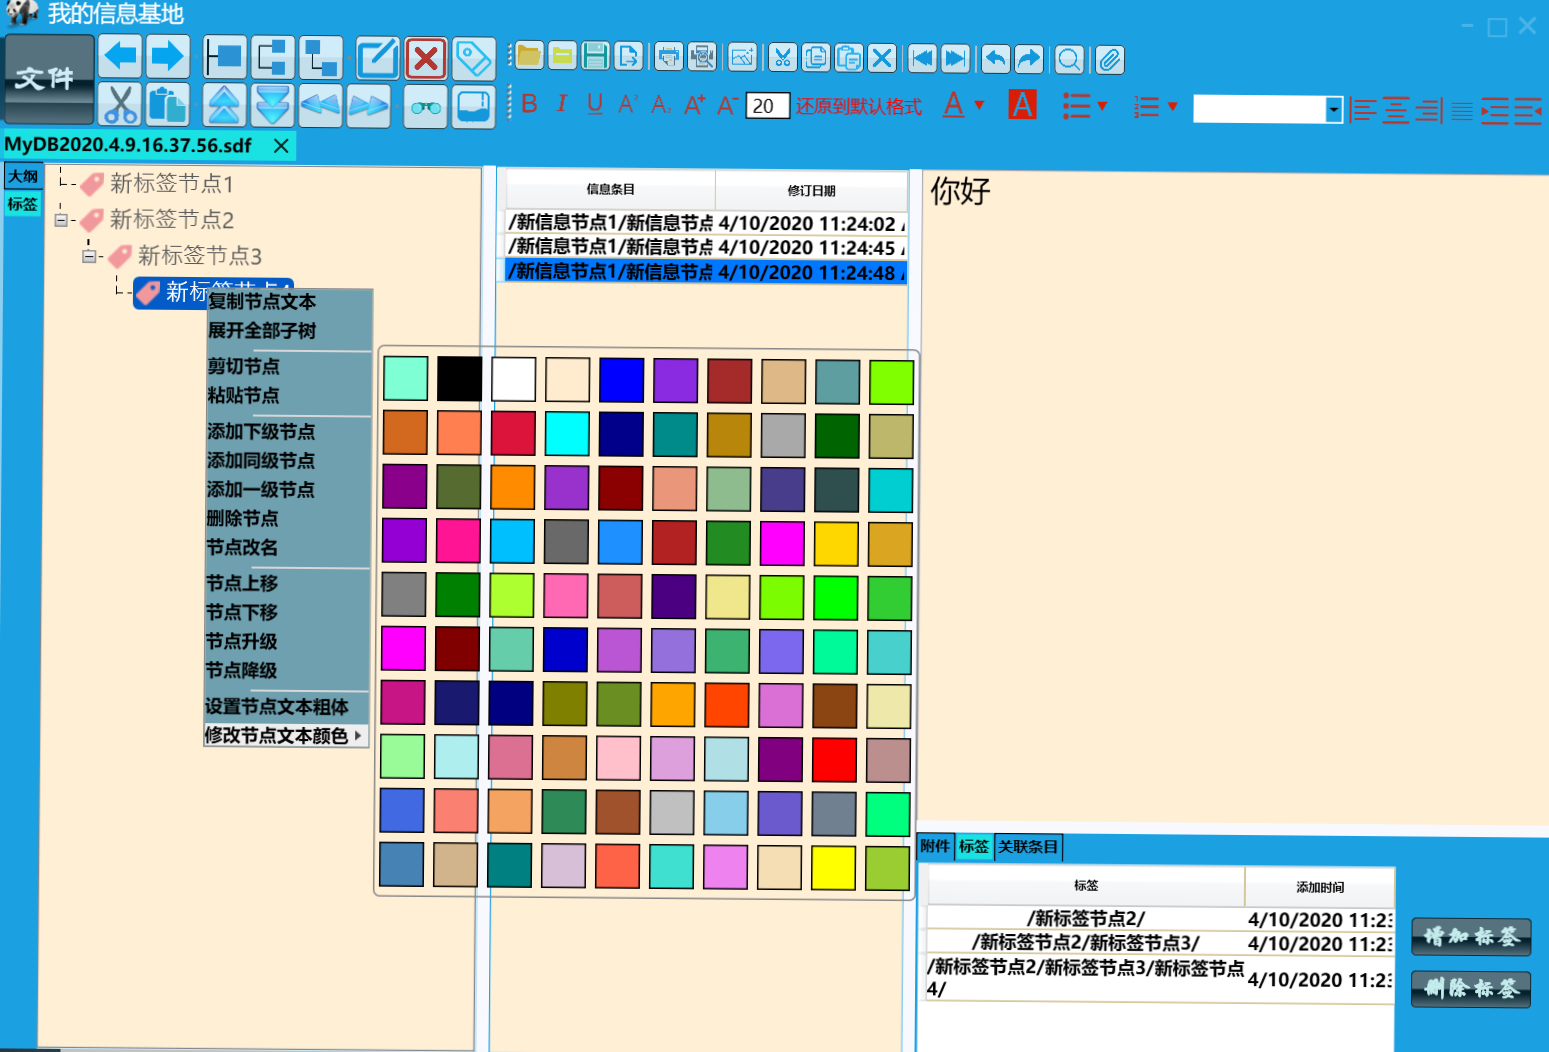 我的信息基地
文件
B I U A A A+ A- 20 还原到默认格式 A A
MyDB2020.4.9.16.37.56.sdf
大纲
标签
新标签节点1
新标签节点2
新标签节点3
复制节点文本
展开全部子树
剪切节点
粘贴节点
添加下级节点
添加同级节点
添加一级节点
删除节点
节点改名
节点上移
节点下移
节点升级
节点降级
设置节点文本粗体
修改节点文本颜色
信息条目 修订日期
/新信息节点1/新信息节点 4/10/2020 11:24:02
/新信息节点1/新信息节点 4/10/2020 11:24:45
/新信息节点1/新信息节点 4/10/2020 11:24:48
你好
附件 标签 关联条目
标签 添加时间
/新标签节点2/ 4/10/2020 11:23
/新标签节点2/新标签节点3/ 4/10/2020 11:23
/新标签节点2/新标签节点3/新标签节点 4/10/2020 11:23
4/
增加标签
删除标签